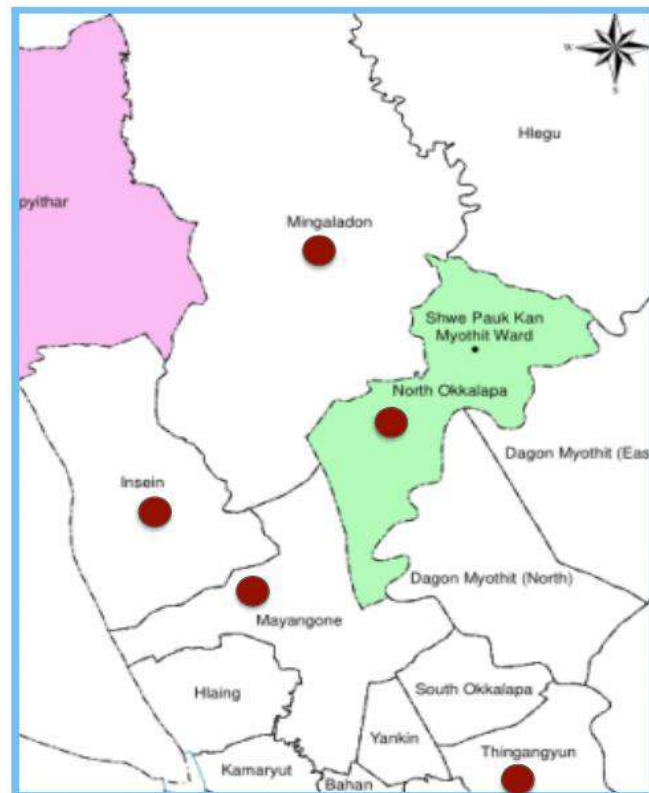 W
S
Hlegu
pyithar
Mingaladon
Shwe Pauk Kan
Myothit Ward
North Okkalapa
Dagon Myothit (Eas
Insein
Dagon Myothit (North)
Mayangone
Hlaing
South Okkalapa
Yankin
Thingangyun
Kamaryut
Bahan